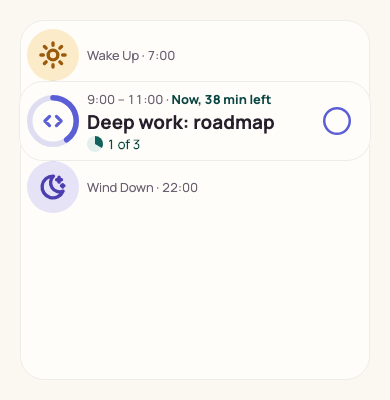 Wake Up · 7:00
9:00 – 11:00 · Now, 38 min left
Deep work: roadmap
1 of 3
Wind Down · 22:00